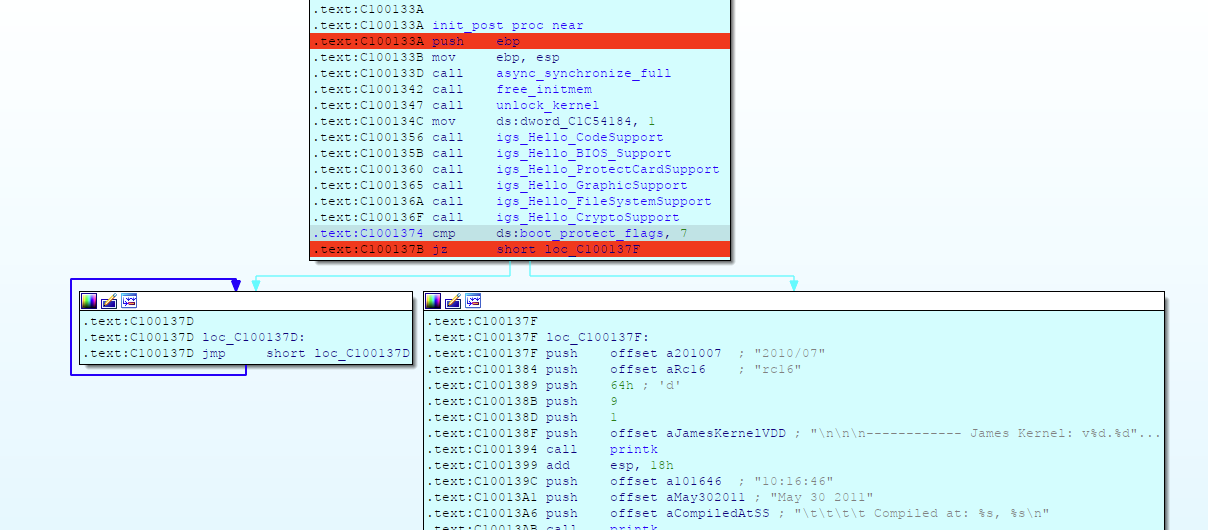 .text:C100133A
.text:C100133A init_post proc near
.text:C100133A push ebp
.text:C100133B mov ebp, esp
.text:C100133D call async_synchronize_full
.text:C1001342 call free_initmem
.text:C1001347 call unlock_kernel
.text:C100134C mov ds:dword_C1C54184, 1
.text:C1001356 call igs_Hello_CodeSupport
.text:C100135B call igs_Hello_BIOS_Support
.text:C1001360 call igs_Hello_ProtectCardSupport
.text:C1001365 call igs_Hello_GraphicSupport
.text:C100136A call igs_Hello_FileSystemSupport
.text:C100136F call igs_Hello_CryptoSupport
.text:C1001374 cmp ds:boot_protect_flags, 7
.text:C100137B jz short loc_C100137F
.text:C100137D
.text:C100137D loc_C100137D:
.text:C100137D jmp short loc_C100137D
.text:C100137F
.text:C100137F loc_C100137F:
.text:C100137F push offset a201007 ; "2010/07"
.text:C1001384 push offset aRc16 ; "rc16"
.text:C1001389 push 64h ; 'd'
.text:C100138B push 9
.text:C100138D push 1
.text:C100138F push offset aJamesKernelVDD ; "\n\n\n------------ James Kernel: v%d.%d"...
.text:C1001394 call printk
.text:C1001399 add esp, 18h
.text:C100139C push offset a101646 ; "10:16:46"
.text:C10013A1 push offset aMay302011 ; "May 30 2011"
.text:C10013A6 push offset aCompiledAtSS ; "\t\t\t\t Compiled at: %s, %s\n"
.text:C10013AB call printk